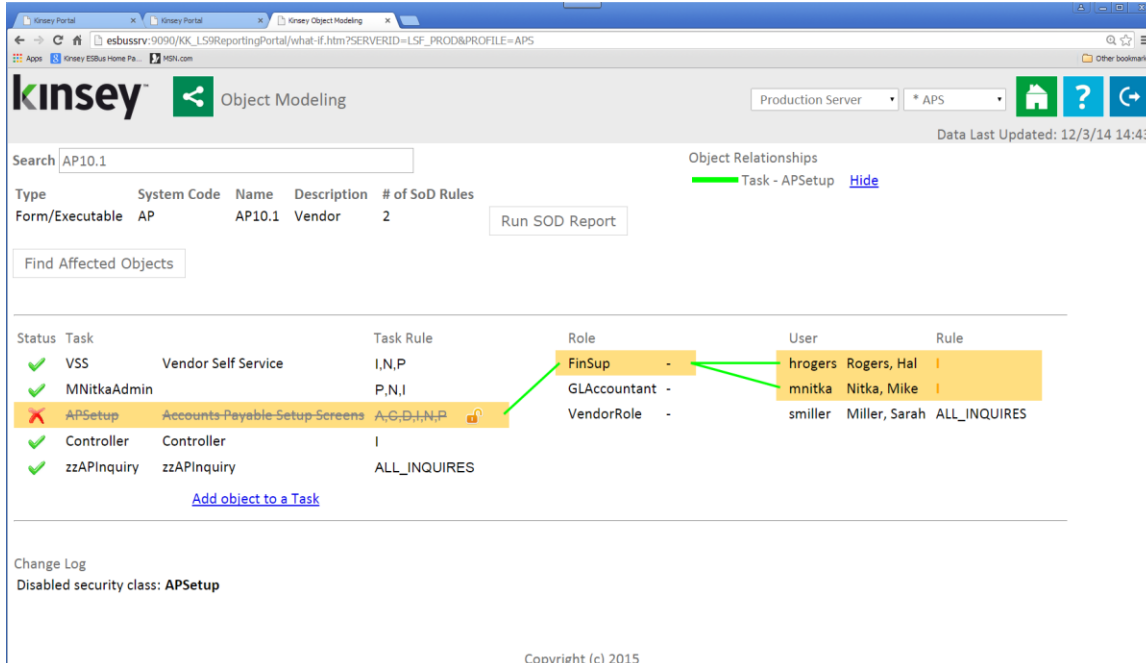 Kinsey Portal × Kinsey Portal × Kinsey Object Modeling ×
esbussrv:9090/KK_LS9ReportingPortal/what-if.htm?SERVERID=LSF_PROD&PROFILE=APS
Apps Kinsey ESBus Home Pa... MSN.com Other bookmark
kinsey Object Modeling Production Server * APS ?
Data Last Updated: 12/3/14 14:43
Search AP10.1 Object Relationships
Task - APSetup Hide
Type System Code Name Description # of SoD Rules
Form/Executable AP AP10.1 Vendor 2 Run SOD Report
Find Affected Objects
Status Task Task Rule Role User Rule
VSS Vendor Self Service I,N,P FinSup - hrogers Rogers, Hal I
MNitkaAdmin P,N,I GLAccountant - mnitka Nitka, Mike I
APSetup Accounts Payable Setup Screens A,C,D,I,N,P VendorRole - smiller Miller, Sarah ALL_INQUIRES
Controller Controller I
zzAPInquiry zzAPInquiry ALL_INQUIRES
Add object to a Task
Change Log
Disabled security class: APSetup
Copyright (c) 2015